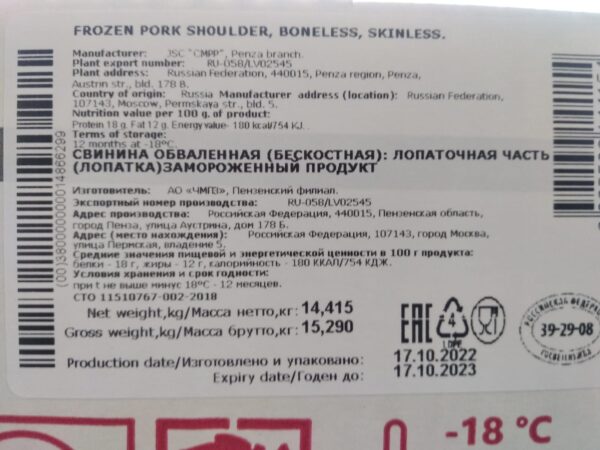 FROZEN PORK SHOULDER, BONELESS, SKINLESS.
Manufacturer: JSC "CMPP", Penza branch.
Plant export number: RU-058/LV02545
Plant address: Russian Federation, 440015, Penza region, Penza,
Austrin str., bld. 178 B.
Country of origin: Russia Manufacturer address (location): Russian Federation,
107143, Moscow, Permskaya str., bld. 5.
Nutrition value per 100 g. of product:
Protein 18 g. Fat 12 g. Energy value- 180 kcal/754 KJ.
Terms of storage:
12 months at -18°C.
СВИНИНА ОБВАЛЕННАЯ (БЕСКОСТНАЯ): ЛОПАТОЧНАЯ ЧАСТЬ
(ЛОПАТКА)ЗАМОРОЖЕННЫЙ ПРОДУКТ
Изготовитель: АО «ЧМПЗ», Пензенский филиал.
Экспортный номер производства: RU-058/LV02545
Адрес производства: Российская Федерация, 440015, Пензенская область,
город Пенза, улица Аустрина, дом 178 Б.
Адрес (место нахождения): Российская Федерация, 107143, город Москва,
улица Пермская, владение 5.
Средние значения пищевой и энергетической ценности в 100 г продукта:
белки - 18 г, жиры - 12 г, калорийность - 180 ККАЛ/754 КДЖ.
Условия хранения и срок годности:
при t не выше минус 18°С - 12 месяцев.
СТО 11510767-002-2018
Net weight,kg/Масса нетто,кг: 14,415
Gross weight,kg/Масса брутто,кг: 15,290
Production date/Изготовлено и упаковано: 17.10.2022
Expiry date/Годен до: 17.10.2023
EAC
4
LDPE
39-29-08
-18 °C